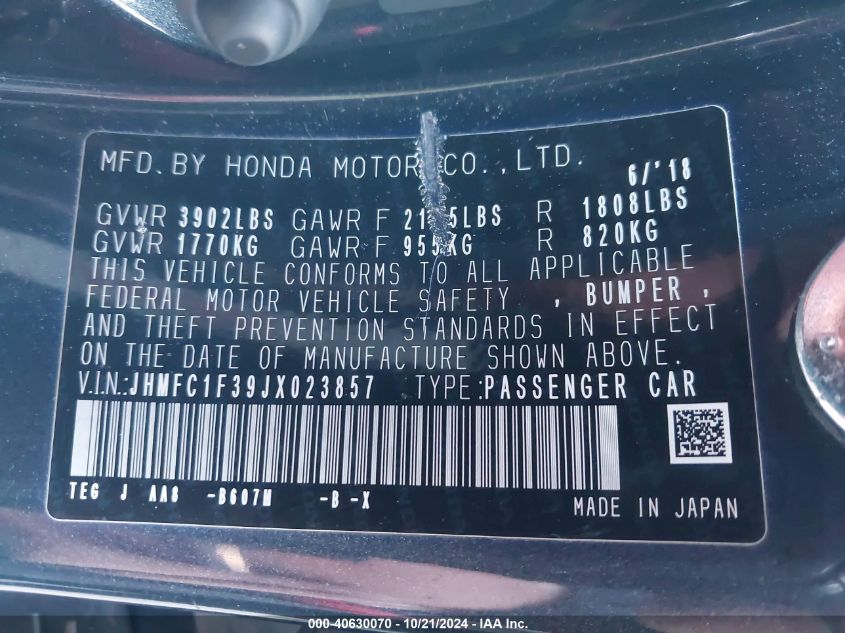 MFD. BY HONDA MOTOR CO., LTD. 6/'18
GVWR 3902LBS GAWR F LBS R 1808LBS
GVWR 1770KG GAWR F 955KG R 820KG
THIS VEHICLE CONFORMS TO ALL APPLICABLE
FEDERAL MOTOR VEHICLE SAFETY , BUMPER ,
AND THEFT PREVENTION STANDARDS IN EFFECT
ON THE DATE OF MANUFACTURE SHOWN ABOVE.
V.I.N.:JHMFC1F39JX023857 TYPE:PASSENGER CAR
TEG J AA8 -B607M -B -X
MADE IN JAPAN
000-40630070 - 10/21/2024 - IAA Inc.